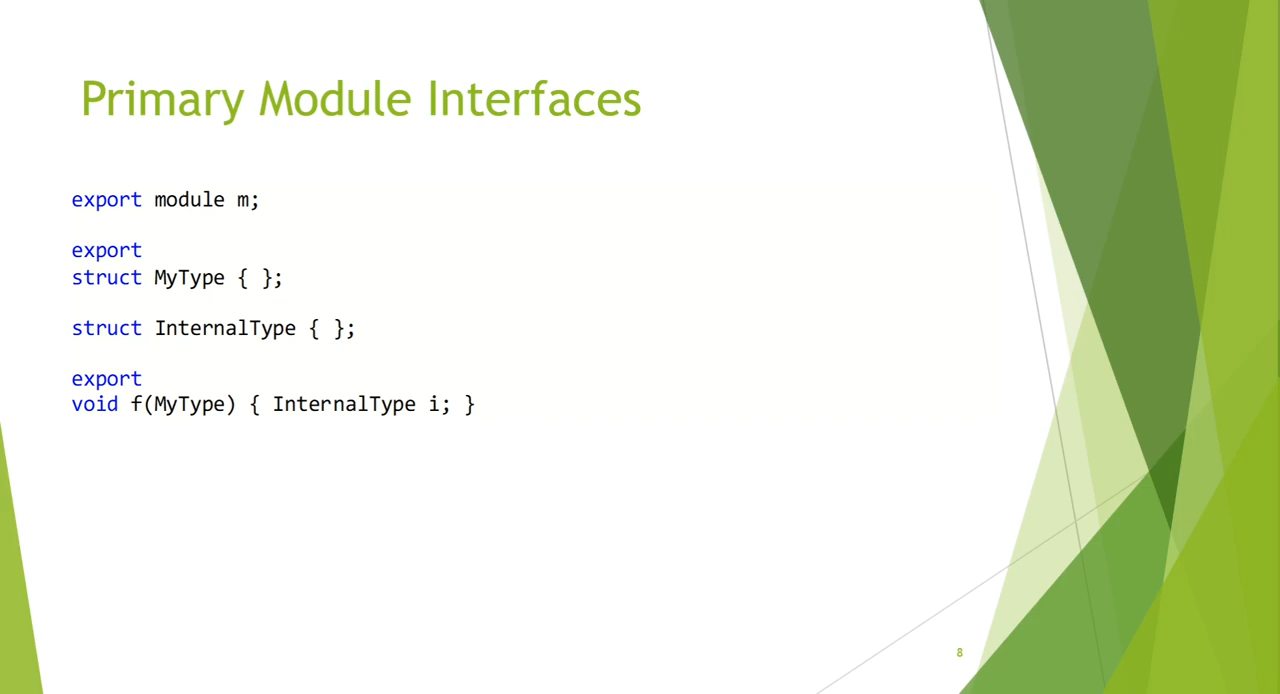 Primary Module Interfaces
export module m;
export
struct MyType { };
struct InternalType { };
export
void f(MyType) { InternalType i; }
8